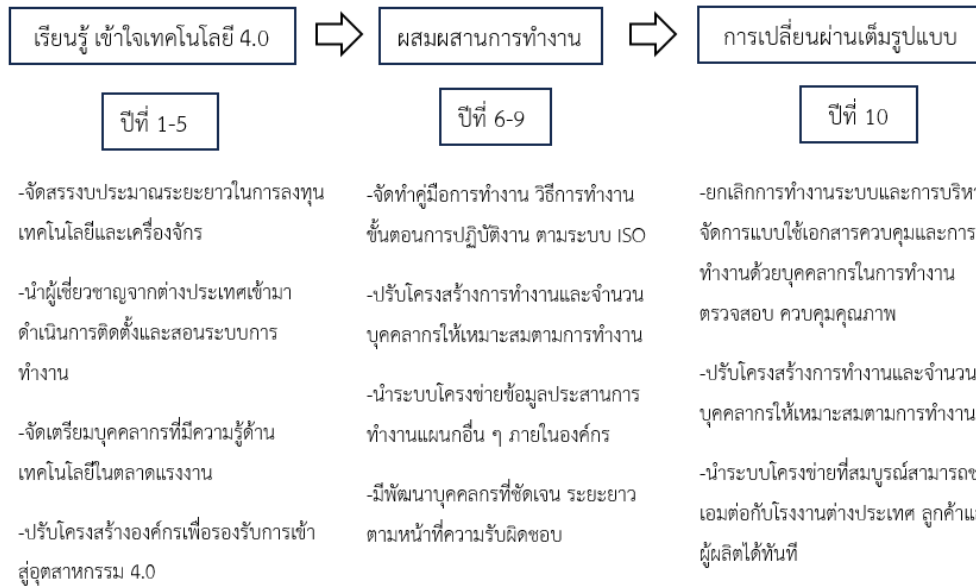 เรียนรู้ เข้าใจเทคโนโลยี 4.0
ผสมผสานการทำงาน
การเปลี่ยนผ่านเต็มรูปแบบ
ปีที่ 1-5
ปีที่ 6-9
ปีที่ 10
-จัดสรรงบประมาณระยะยาวในการลงทุน
เทคโนโลยีและเครื่องจักร
-นำผู้เชี่ยวชาญจากต่างประเทศเข้ามา
ดำเนินการติดตั้งและสอนระบบการ
ทำงาน
-จัดเตรียมบุคคลากรที่มีความรู้ด้าน
เทคโนโลยีในตลาดแรงงาน
-ปรับโครงสร้างองค์กรเพื่อรองรับการเข้า
สู่อุตสาหกรรม 4.0
-จัดทำคู่มือการทำงาน วิธีการทำงาน
ขั้นตอนการปฏิบัติงาน ตามระบบ ISO
-ปรับโครงสร้างการทำงานและจำนวน
บุคคลากรให้เหมาะสมตามการทำงาน
-นำระบบโครงข่ายข้อมูลประสานการ
ทำงานแผนกอื่น ๆ ภายในองค์กร
-มีพัฒนาบุคคลกรที่ชัดเจน ระยะยาว
ตามหน้าที่ความรับผิดชอบ
-ยกเลิกการทำงานระบบและการ
จัดการแบบใช้เอกสารควบคุมและการ
ทำงานด้วยบุคคลากรในการทำงาน
ตรวจสอบ ควบคุมคุณภาพ
-ปรับโครงสร้างการทำงานและจำนวน
บุคคลากรให้เหมาะสมตามการทำงาน
-นำระบบโครงข่ายที่สมบูรณ์สามารถ
เอมต่อกับโรงงานต่างประเทศ ลูกค้า
ผู้ผลิตได้ทันที